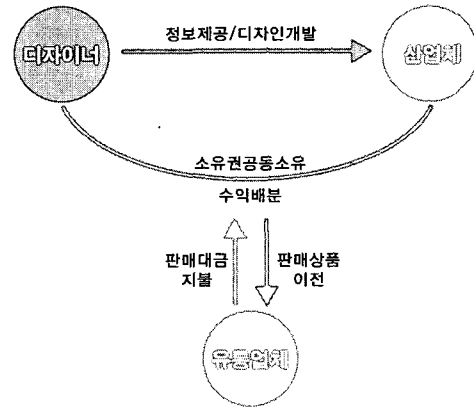 정보제공/디자인개발
디자이너
산업체
소유권공동소유
수익배분
판매대금
지불
판매상품
이전
유통업체